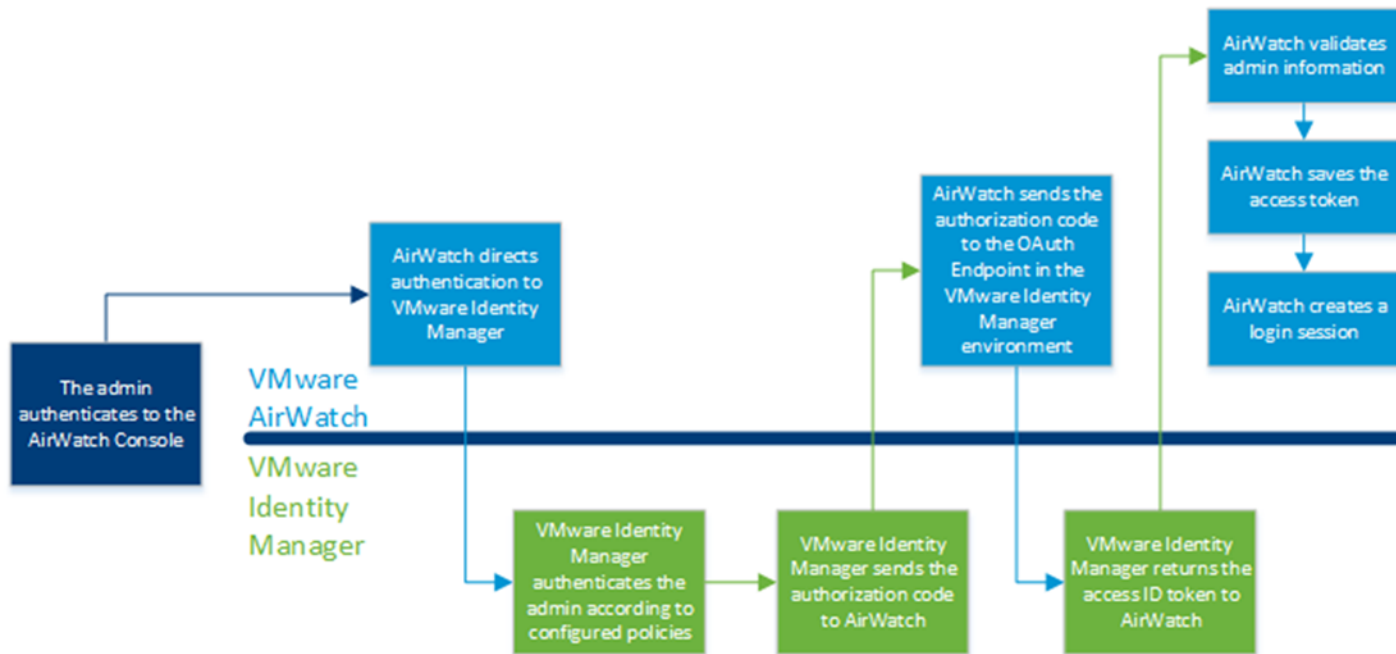 The admin
authenticates to the
AirWatch Console
AirWatch directs
authentication to
VMware Identity
Manager
VMware
AirWatch
VMware
Identity
Manager
VMware Identity
Manager
authenticates the
admin according to
configured policies
VMware Identity
Manager sends the
authorization code
to AirWatch
AirWatch sends the
authorization code
to the OAuth
Endpoint in the
VMware Identity
Manager
environment
VMware Identity
Manager returns the
access ID token to
AirWatch
AirWatch validates
admin information
AirWatch saves the
access token
AirWatch creates a
login session